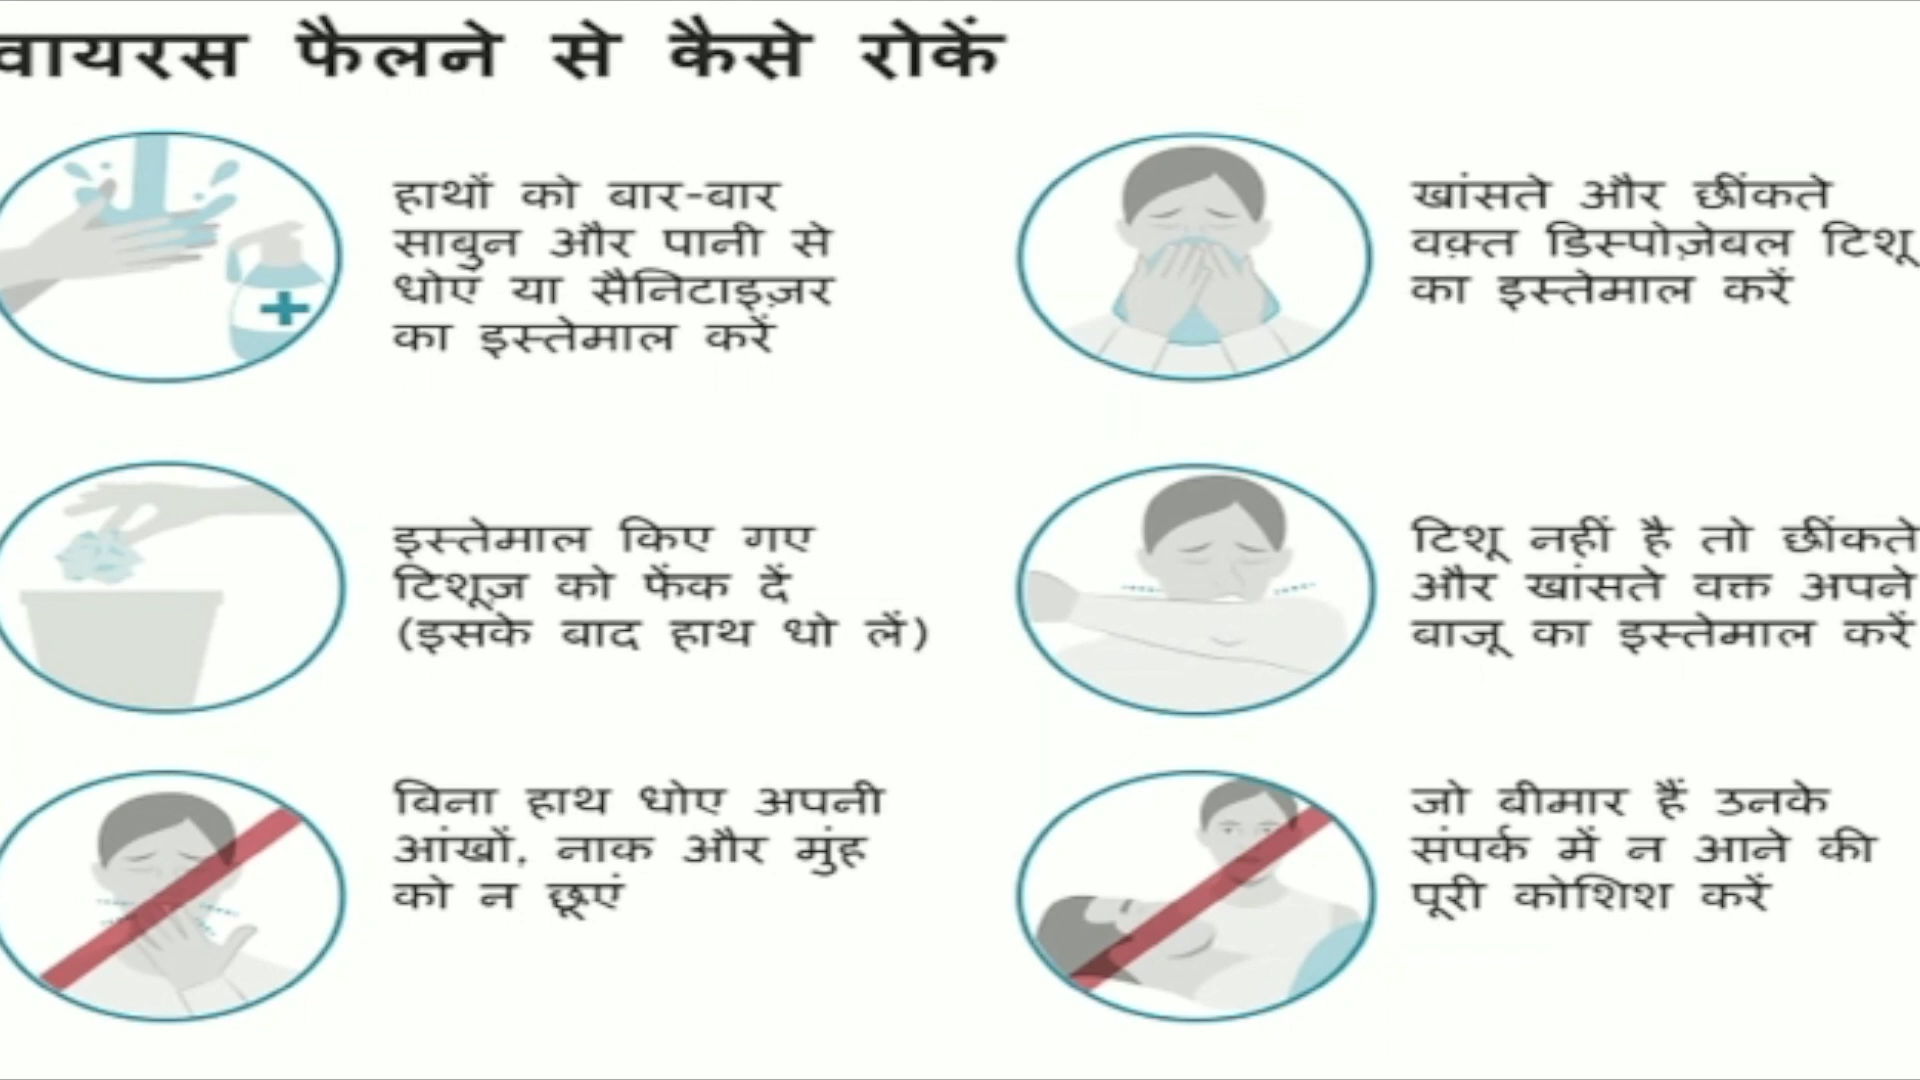 वायरस फैलने से कैसे रोकें
हाथों को बार-बार
साबुन और पानी से
धोएं या सैनिटाइज़र
का इस्तेमाल करें
खांसते और छींकते
वक़्त डिस्पोज़ेबल टिशू
का इस्तेमाल करें
इस्तेमाल किए गए
टिशूज़ को फेंक दें
(इसके बाद हाथ धो लें)
टिशू नहीं है तो छींकते
और खांसते वक्त अपने
बाजू का इस्तेमाल करें
बिना हाथ धोए अपनी
आंखों, नाक और मुंह
को न छूएं
जो बीमार हैं उनके
संपर्क में न आने की
पूरी कोशिश करें